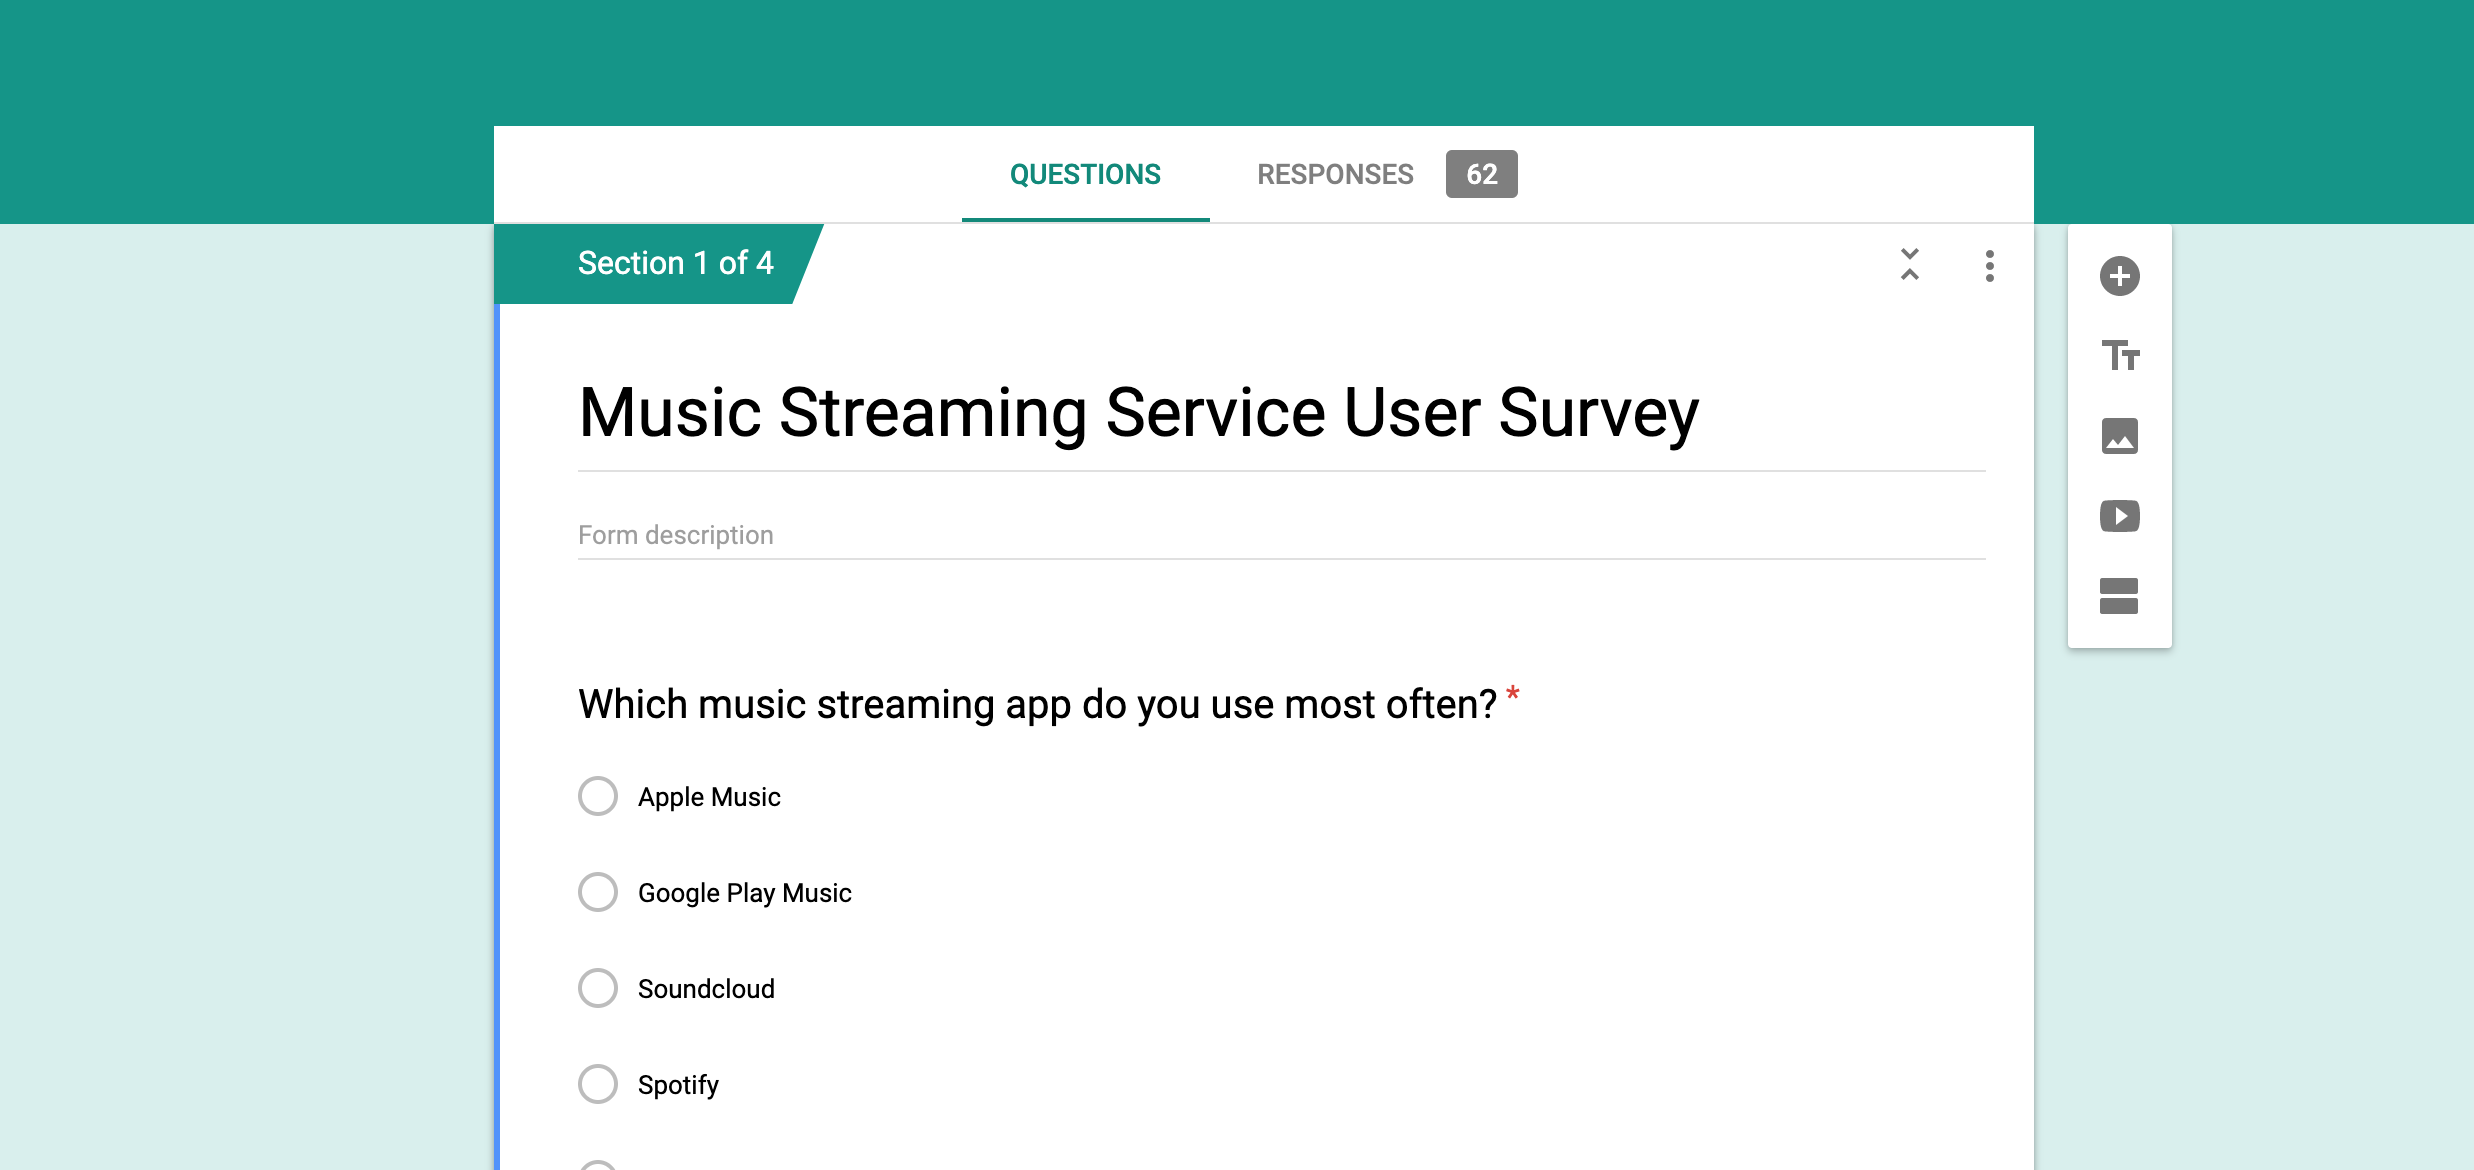 QUESTIONS RESPONSES 62
Section 1 of 4
Music Streaming Service User Survey
Form description
Which music streaming app do you use most often? *
Apple Music
Google Play Music
Soundcloud
Spotify